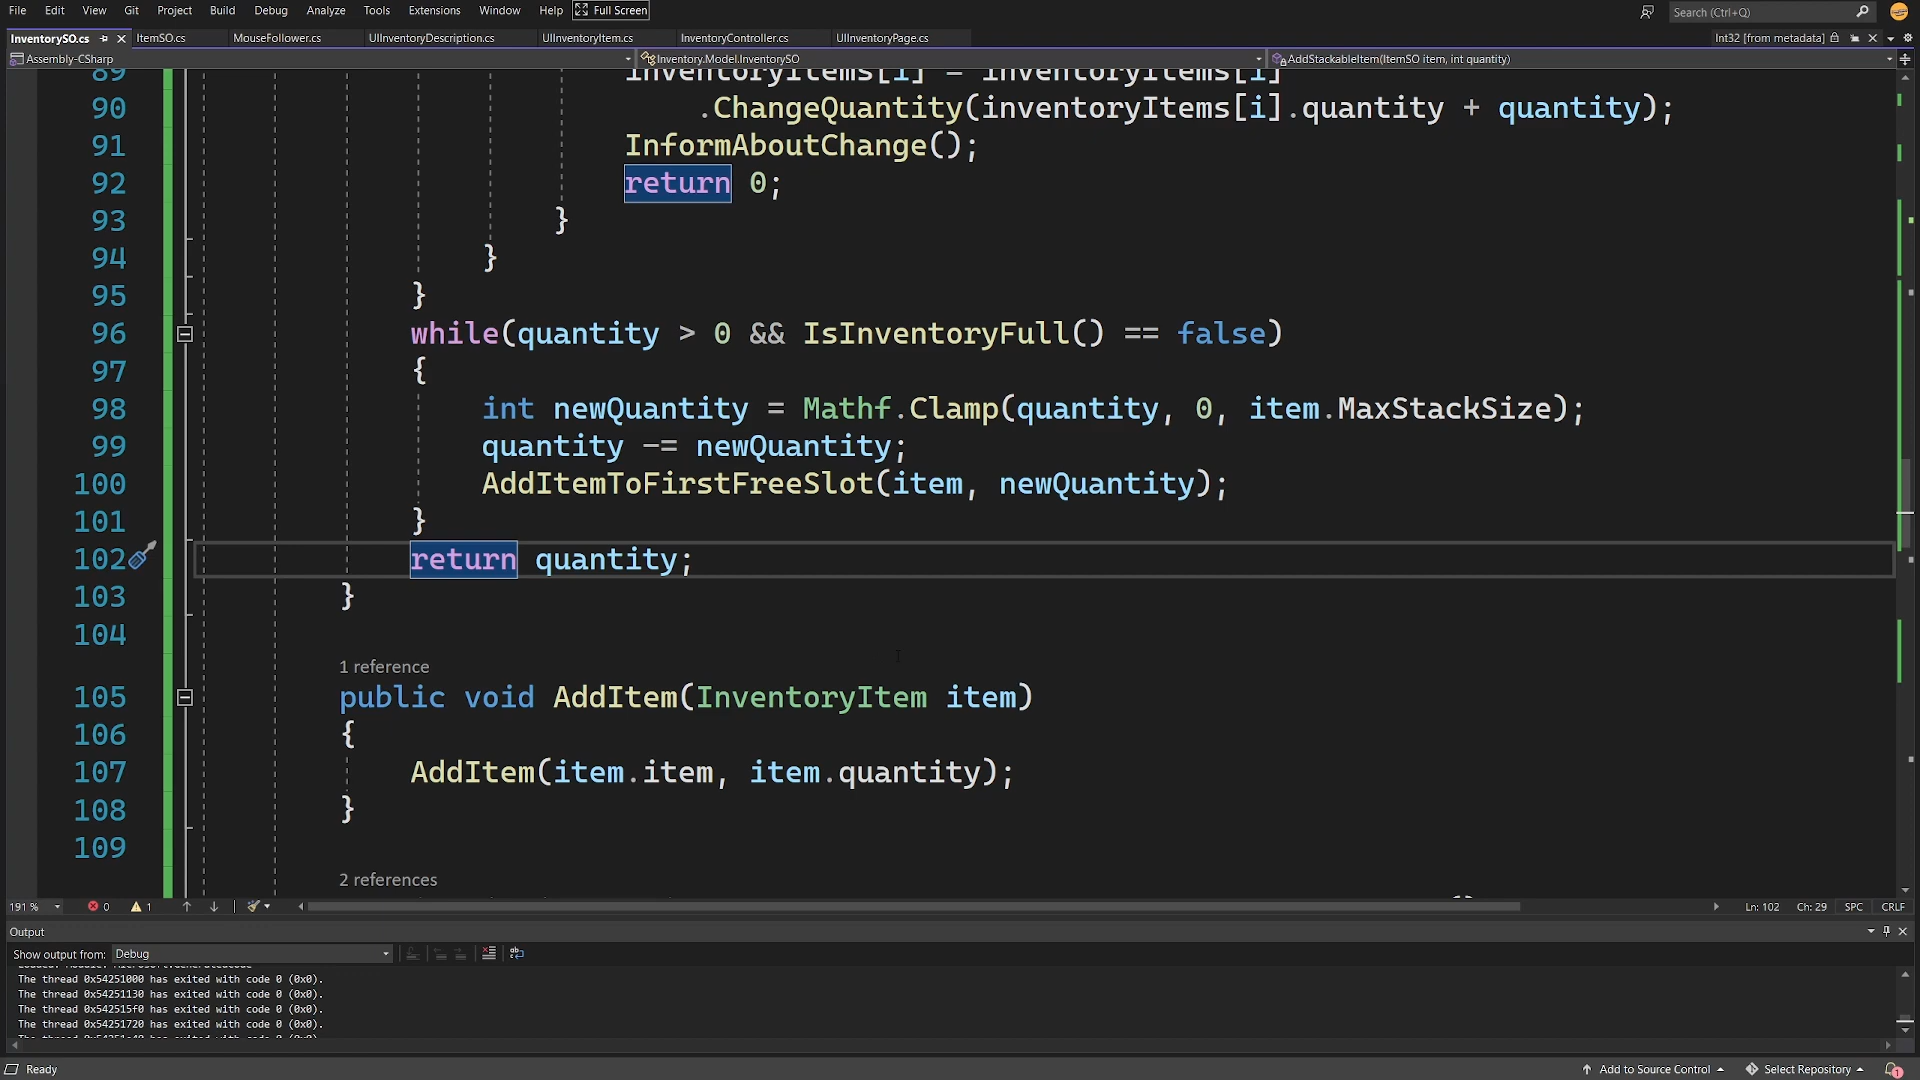 File Edit View Git Project Build Debug Analyze Tools Extensions Window Help Full Screen Search (Ctrl+Q)
InventorySO.cs ItemSO.cs MouseFollower.cs UIInventoryDescription.cs UIInventoryItem.cs InventoryController.cs UIInventoryPage.cs Int32 [from metadata]
Assembly-CSharp Inventory.Model.InventorySO AddStackableItem(ItemSO item, int quantity)
89 inventoryItems[i] = inventoryItems[i]
90 .ChangeQuantity(inventoryItems[i].quantity + quantity);
91 InformAboutChange();
92 return 0;
93 }
94 }
95 }
96 while(quantity > 0 && IsInventoryFull() == false)
97 {
98 int newQuantity = Mathf.Clamp(quantity, 0, item.MaxStackSize);
99 quantity -= newQuantity;
100 AddItemToFirstFreeSlot(item, newQuantity);
101 }
102 return quantity;
103 }
104
1 reference
105 public void AddItem(InventoryItem item)
106 {
107 AddItem(item.item, item.quantity);
108 }
109
2 references
191 % 0 1 Ln: 102 Ch: 29 SPC CRLF
Output
Show output from: Debug
The thread 0x54251000 has exited with code 0 (0x0).
The thread 0x54251130 has exited with code 0 (0x0).
The thread 0x542515f0 has exited with code 0 (0x0).
The thread 0x54251720 has exited with code 0 (0x0).
Ready Add to Source Control Select Repository 1